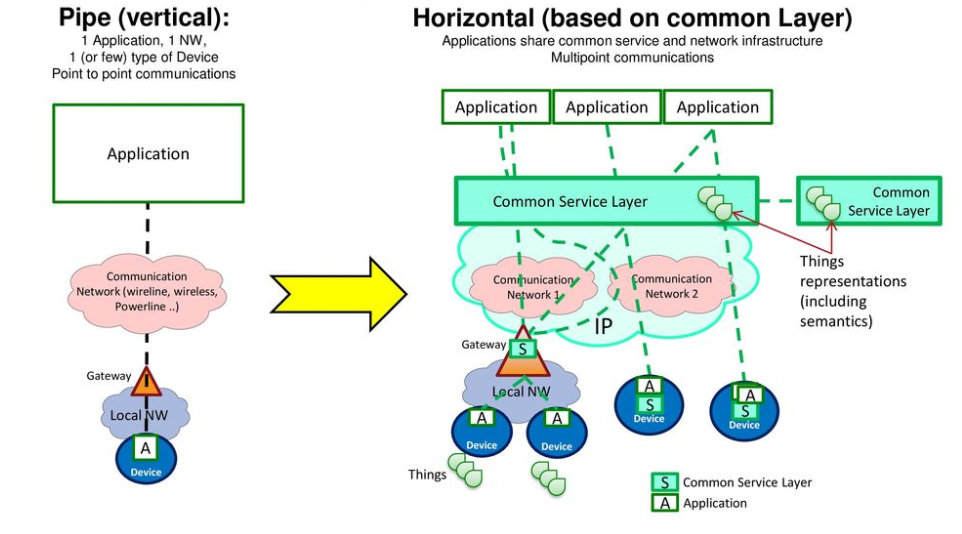 Pipe (vertical):
1 Application, 1 NW,
1 (or few) type of Device
Point to point communications
Application
Communication
Network (wireline, wireless,
Powerline ..)
Gateway
Local NW
A
Device
Horizontal (based on common Layer)
Applications share common service and network infrastructure
Multipoint communications
Application
Application
Application
Common Service Layer
Common
Service Layer
Things
representations
(including
semantics)
Communication
Network 1
Communication
Network 2
IP
Gateway
S
Local NW
A
Device
A
Device
A
S
Device
A
S
Device
Things
S Common Service Layer
A Application